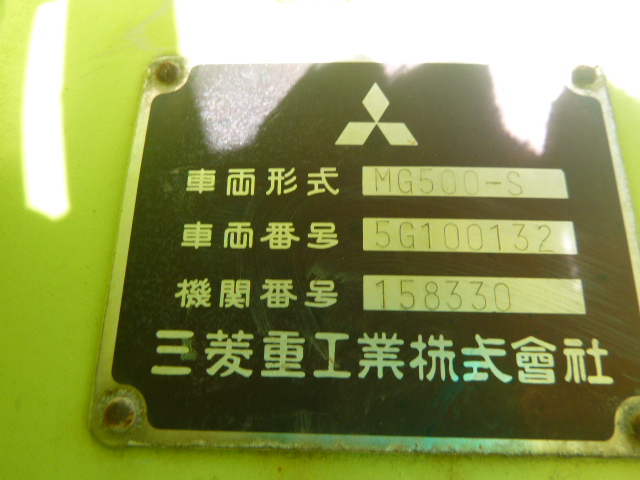 車両形式 MG500-S
車両番号 5G100132
機関番号 158330
三菱重工業株式會社